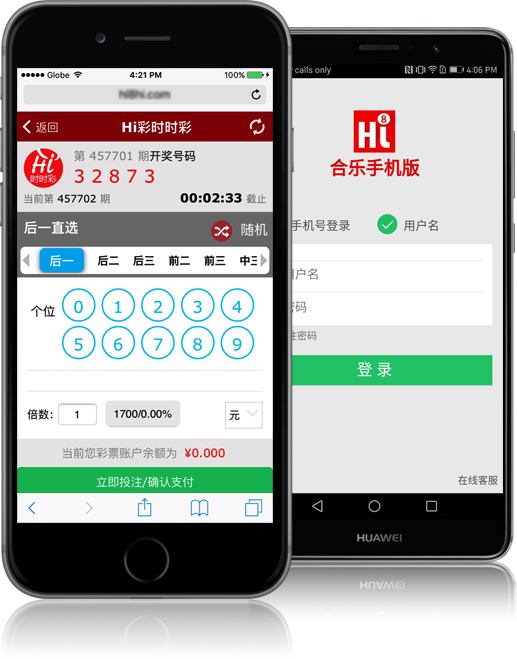 Globe
4:21 PM
100%
返回
Hi彩时时彩
Hi
时时彩
第 457701 期开奖号码
3 2 8 7 3
当前第 457702 期
00:02:33 截止
后一直选
随机
后一 后二 后三 前二 前三 中三
个位
0 1 2 3 4
5 6 7 8 9
倍数: 1
1700/0.00%
元
当前您彩票账户余额为 ¥0.000
立即投注/确认支付
calls only
4:06 PM
Hi8
合乐手机版
手机号登录
用户名
用户名
密码
住密码
登 录
在线客服
HUAWEI